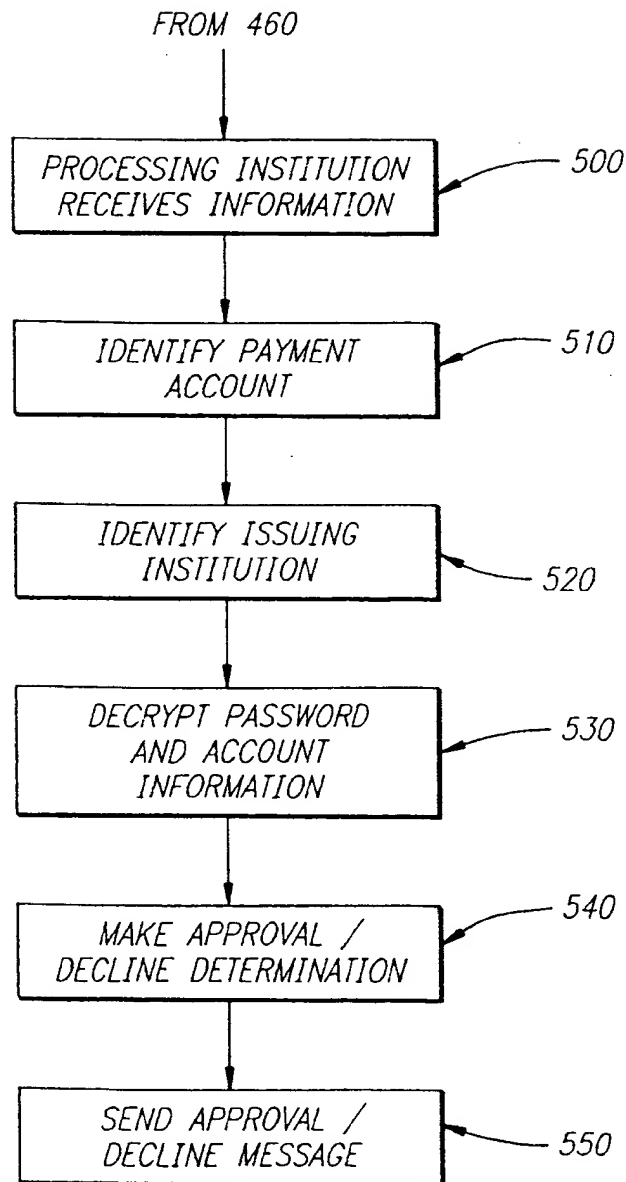 FROM 460
PROCESSING INSTITUTION
RECEIVES INFORMATION
500
IDENTIFY PAYMENT
ACCOUNT
510
IDENTIFY ISSUING
INSTITUTION
520
DECRYPT PASSWORD
AND ACCOUNT
INFORMATION
530
MAKE APPROVAL /
DECLINE DETERMINATION
540
SEND APPROVAL /
DECLINE MESSAGE
550